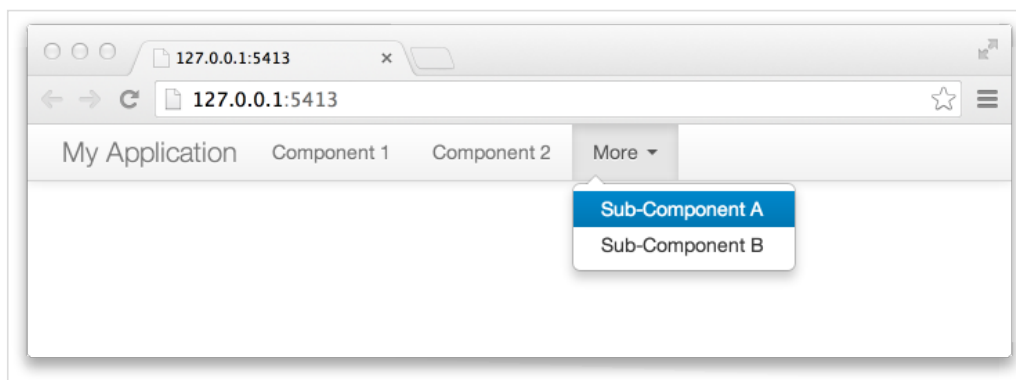 127.0.0.1:5413
127.0.0.1:5413
My Application Component 1 Component 2 More
Sub-Component A
Sub-Component B